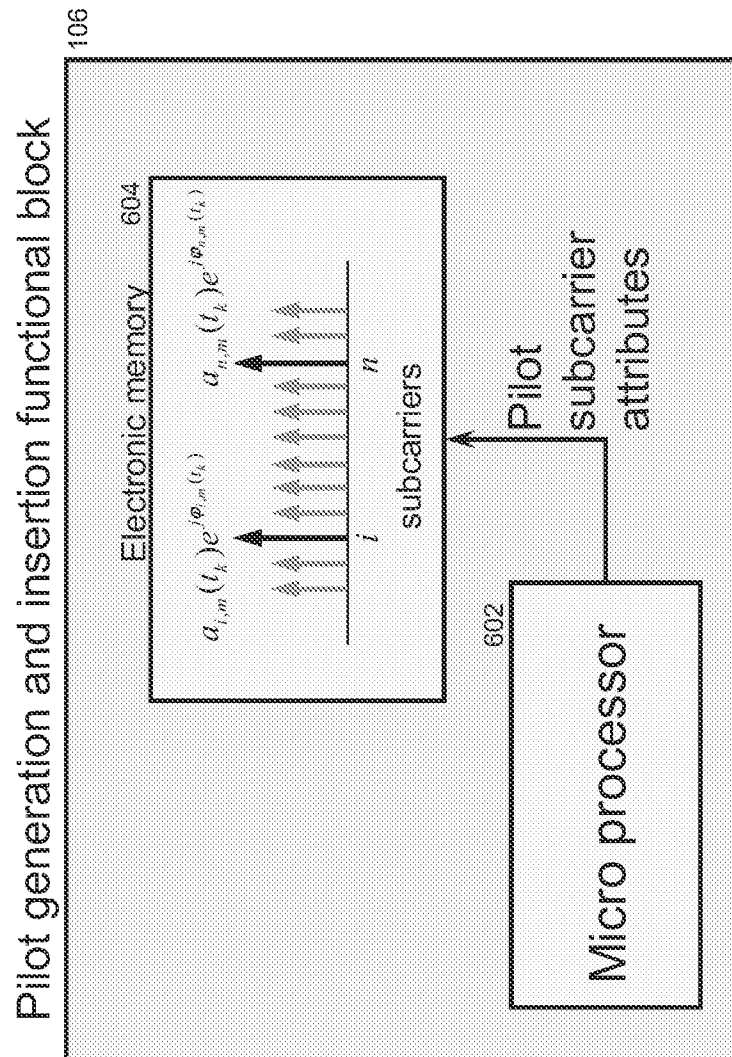 Pilot generation and insertion functional block
106
Electronic memory 604
a_{i,m}(t_k)e^{jφ_{i,m}(t_k)} a_{n,m}(t_k)e^{jφ_{n,m}(t_k)}
i n
subcarriers
Pilot
subcarrier
attributes
602
Micro processor